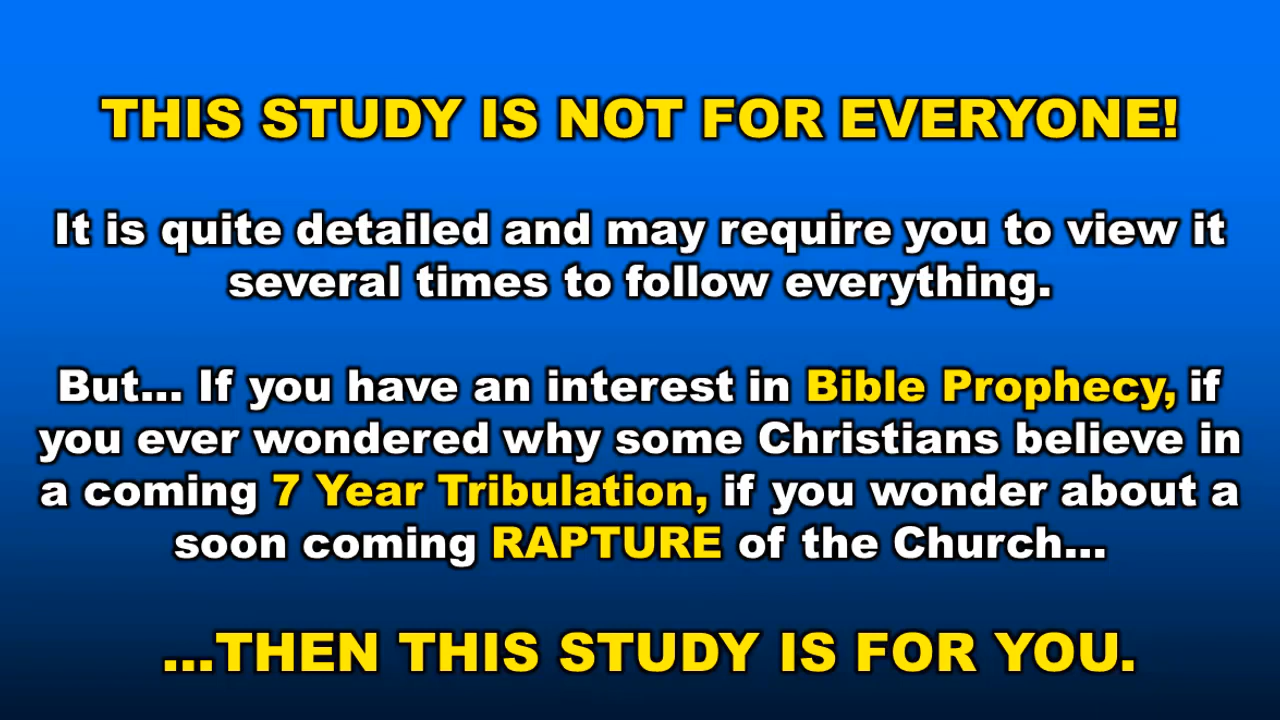 THIS STUDY IS NOT FOR EVERYONE!
It is quite detailed and may require you to view it
several times to follow everything.
But... If you have an interest in Bible Prophecy, if
you ever wondered why some Christians believe in
a coming 7 Year Tribulation, if you wonder about a
soon coming RAPTURE of the Church...
...THEN THIS STUDY IS FOR YOU.